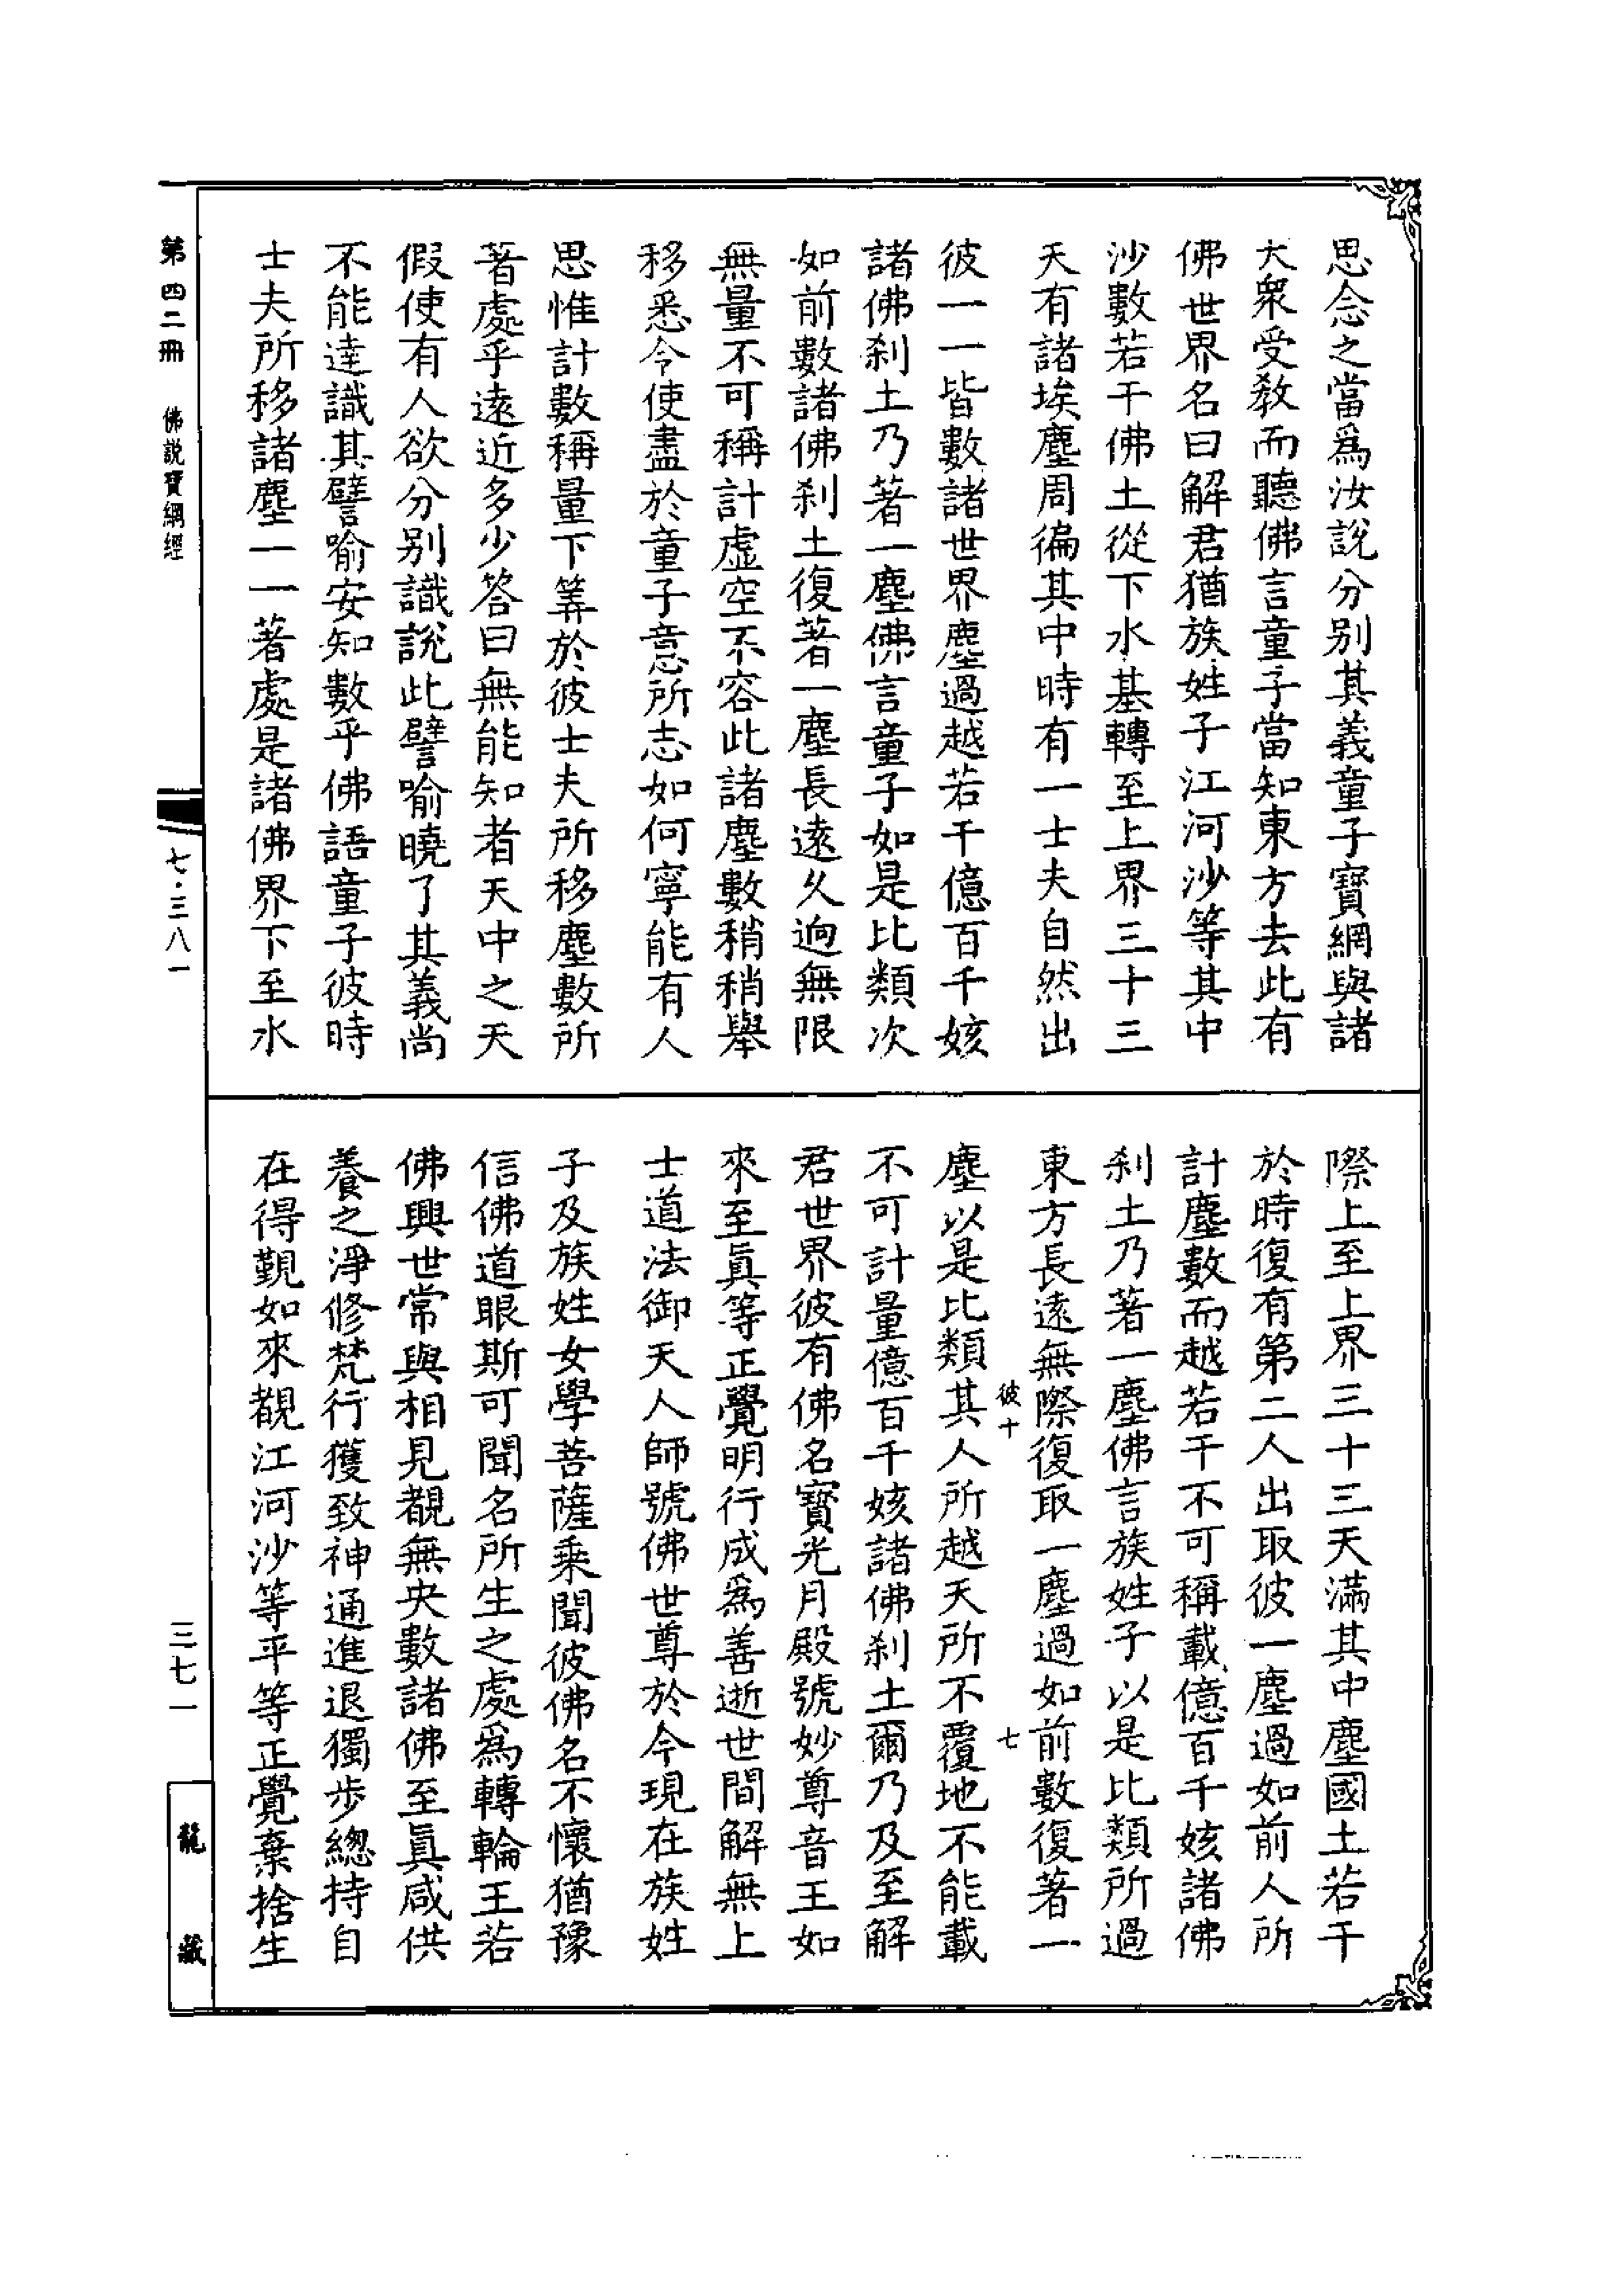 思念之當爲汝說分别其義童子寶網與諸
大衆受教而聽佛言童子當知東方去此有
佛世界名曰解君猶族姓子江河沙等其中
沙數若干佛土從下水基轉至上界三十三
天有諸埃塵周徧其中時有一士夫自然出
彼一一皆數諸世界塵過越若干億百千姟
諸佛刹土乃著一塵佛言童子如是比類次
如前數諸佛刹土復著一塵長遠久逈無限
無量不可稱計虛空不容此諸塵數稍稍舉
移悉令使盡於童子意所志如何寧能有人
思惟計數稱量下筭於彼士夫所移塵數所
著處乎遠近多少答曰無能知者天中之天
假使有人欲分别識說此譬喻曉了其義尚
不能達識其譬喻安知數乎佛語童子彼時
士夫所移諸塵一一著處是諸佛界下至水
際上至上界三十三天滿其中塵國土若干
於時復有第二人出取彼一塵過如前人所
計塵數而越若干不可稱載億百千姟諸佛
刹土乃著一塵佛言族姓子以是比類所過
東方長遠無際復取一塵過如前數復著一
彼十 七
塵以是比類其人所越天所不覆地不能載
不可計量億百千姟諸佛刹土爾乃及至解
君世界彼有佛名寶光月殿號妙尊音王如
來至眞等正覺明行成爲善逝世間解無上
士道法御天人師號佛世尊於今現在族姓
子及族姓女學菩薩乘聞彼佛名不懷猶豫
信佛道眼斯可聞名所生之處爲轉輪王若
佛興世常與相見覩無央數諸佛至眞咸供
養之淨修梵行獲致神通進退獨步總持自
在得觀如來覩江河沙等平等正覺棄捨生
第四二冊 佛說寶網經
七·三八一
三七一
龍藏